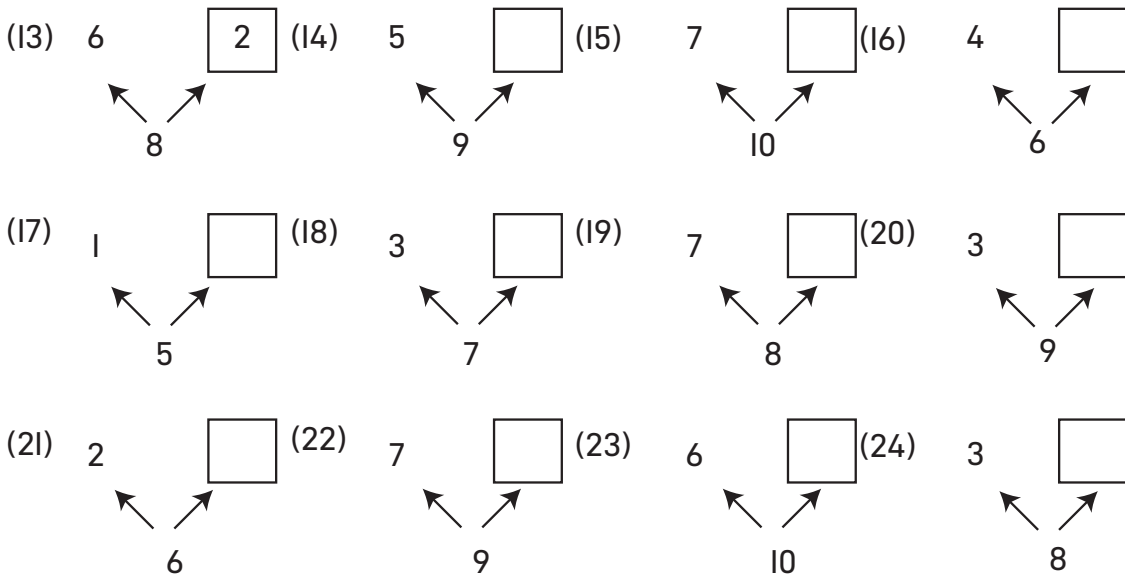 (13) 6 2 (14) 5 (15) 7 (16) 4
8 9 10 6
(17) 1 (18) 3 (19) 7 (20) 3
5 7 8 9
(21) 2 (22) 7 (23) 6 (24) 3
6 9 10 8